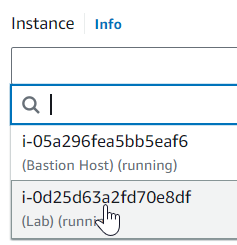 Instance Info
i-05a296fea5bb5eaf6
(Bastion Host) (running)
i-0d25d63a2fd70e8df
(Lab)